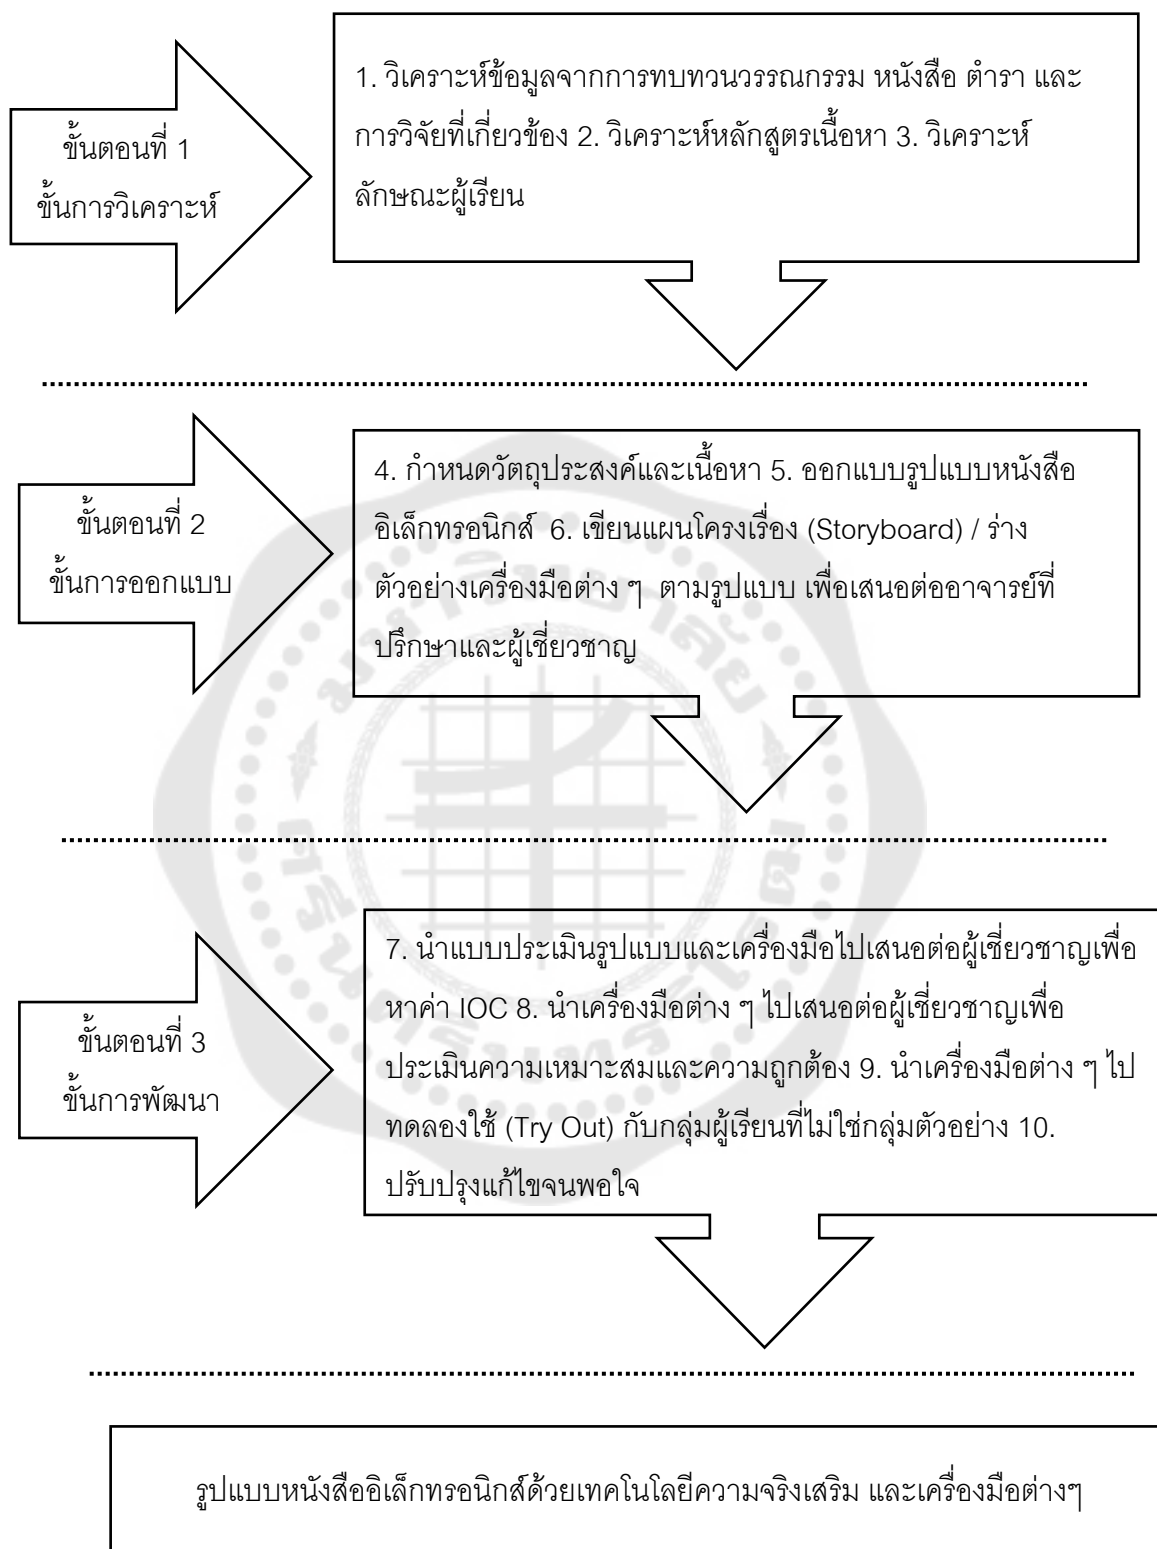 ขั้นตอนที่ 1
ขั้นการวิเคราะห์
1. วิเคราะห์ข้อมูลจากการทบทวนวรรณกรรม หนังสือ ตำรา และ
การวิจัยที่เกี่ยวข้อง 2. วิเคราะห์หลักสูตรเนื้อหา 3. วิเคราะห์
ลักษณะผู้เรียน
ขั้นตอนที่ 2
ขั้นการออกแบบ
4. กำหนดวัตถุประสงค์และเนื้อหา 5. ออกแบบรูปแบบหนังสือ
อิเล็กทรอนิกส์ 6. เขียนแผนโครงเรื่อง (Storyboard) / ร่าง
ตัวอย่างเครื่องมือต่าง ๆ ตามรูปแบบ เพื่อเสนอต่ออาจารย์ที่
ปรึกษาและผู้เชี่ยวชาญ
มหาวิทยาลัย
ศรีนครินทรวิโรฒ
ขั้นตอนที่ 3
ขั้นการพัฒนา
7. นำแบบประเมินรูปแบบและเครื่องมือไปเสนอต่อผู้เชี่ยวชาญเพื่อ
หาค่า IOC 8. นำเครื่องมือต่าง ๆ ไปเสนอต่อผู้เชี่ยวชาญเพื่อ
ประเมินความเหมาะสมและความถูกต้อง 9. นำเครื่องมือต่าง ๆ ไป
ทดลองใช้ (Try Out) กับกลุ่มผู้เรียนที่ไม่ใช่กลุ่มตัวอย่าง 10.
ปรับปรุงแก้ไขจนพอใจ
รูปแบบหนังสืออิเล็กทรอนิกส์ด้วยเทคโนโลยีความจริงเสริม และเครื่องมือต่างๆ